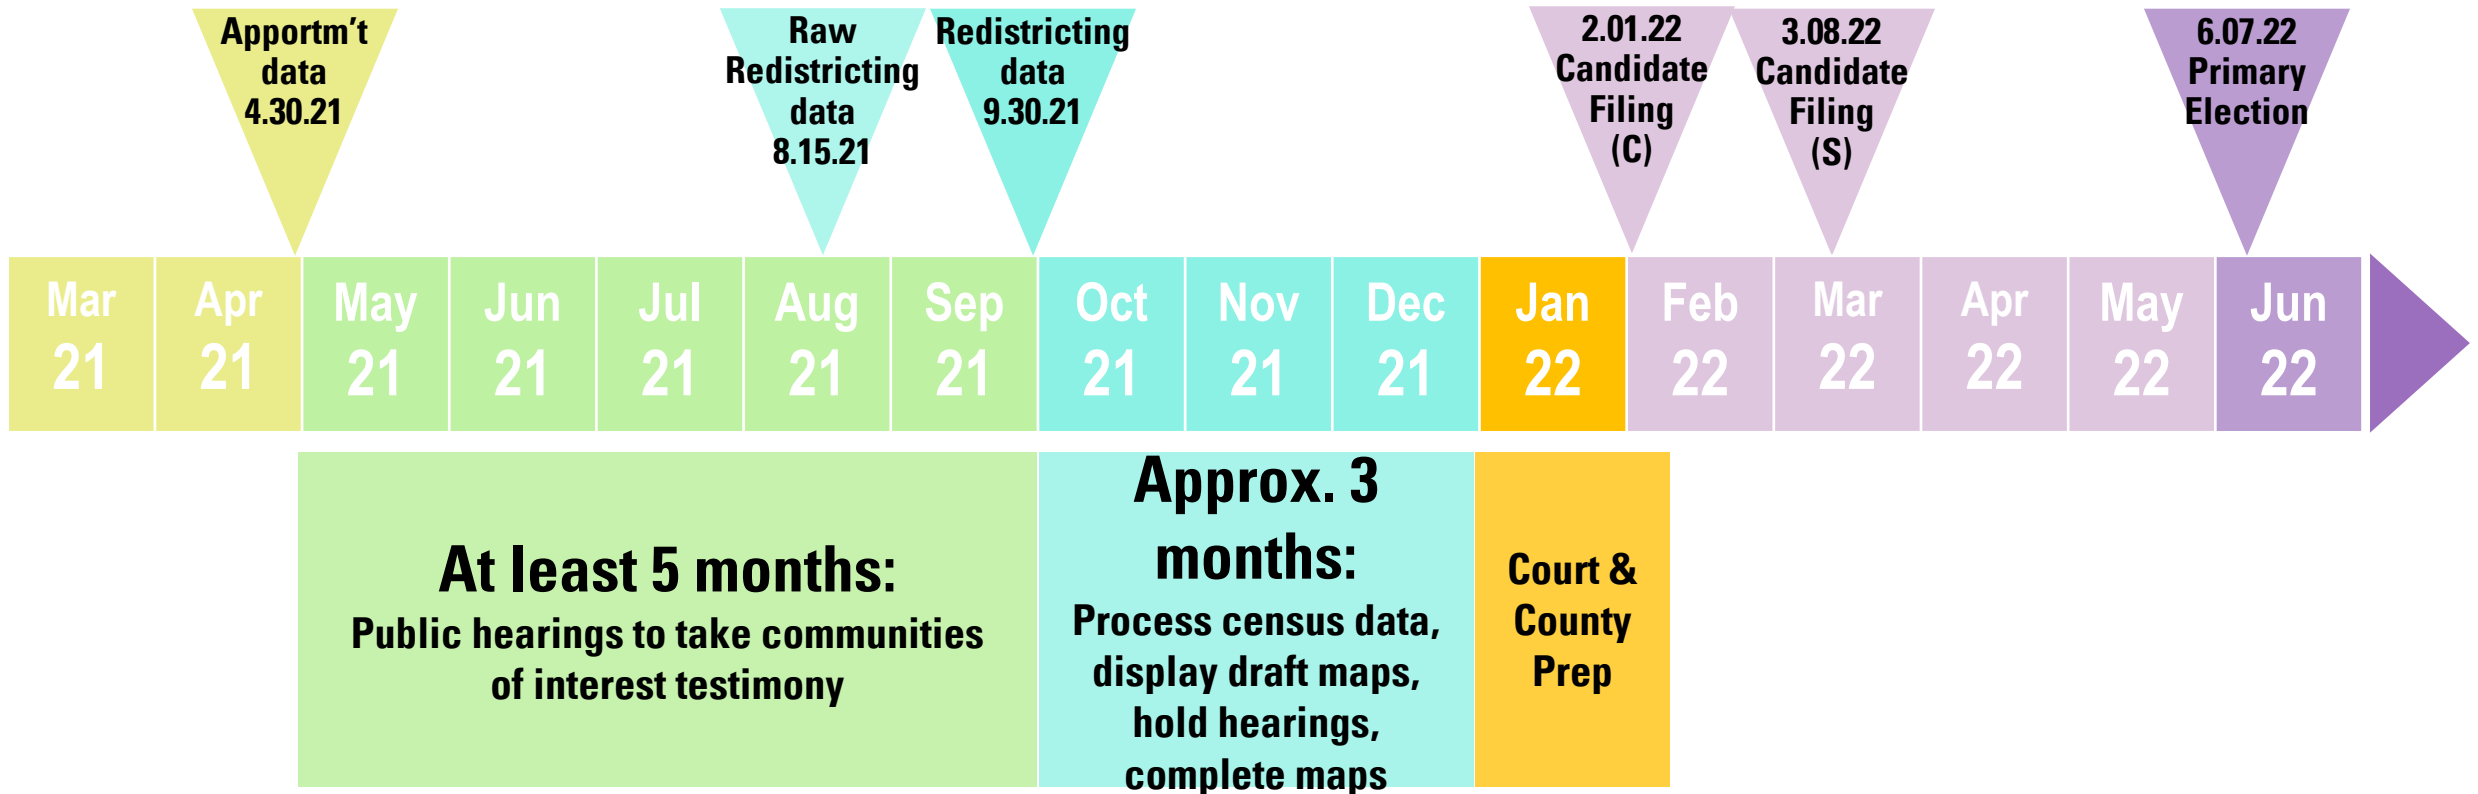 Apportm't
data
4.30.21
Raw
Redistricting
data
8.15.21
Redistricting
data
9.30.21
2.01.22
Candidate
Filing
(C)
3.08.22
Candidate
Filing
(S)
6.07.22
Primary
Election
Mar
21
Apr
21
May
21
Jun
21
Jul
21
Aug
21
Sep
21
Oct
21
Nov
21
Dec
21
Jan
22
Feb
22
Mar
22
Apr
22
May
22
Jun
22
At least 5 months:
Public hearings to take communities
of interest testimony
Approx. 3
months:
Process census data,
display draft maps,
hold hearings,
complete maps
Court &
County
Prep